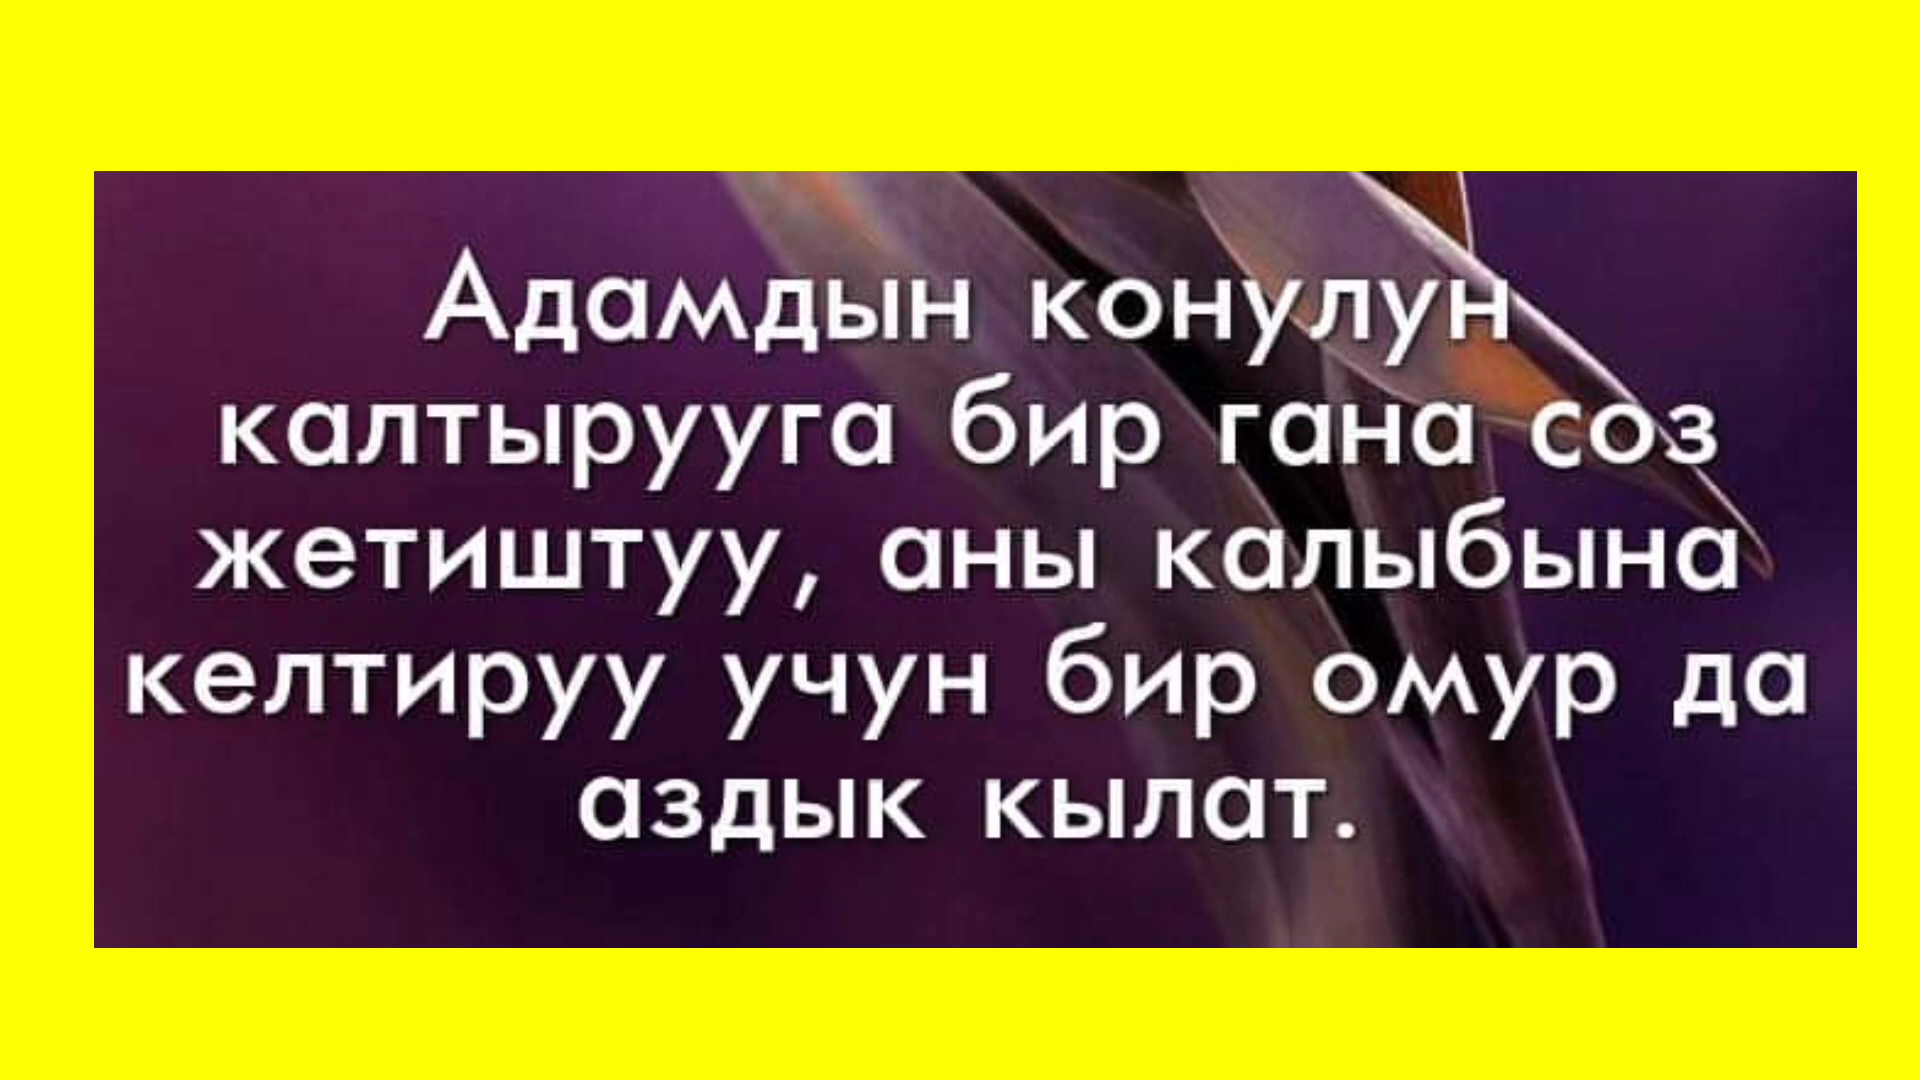 Адамдын конулун
калтырууга бир гана соз
жетиштуу, аны калыбына
келтируу учун бир омур да
аздык кылат.